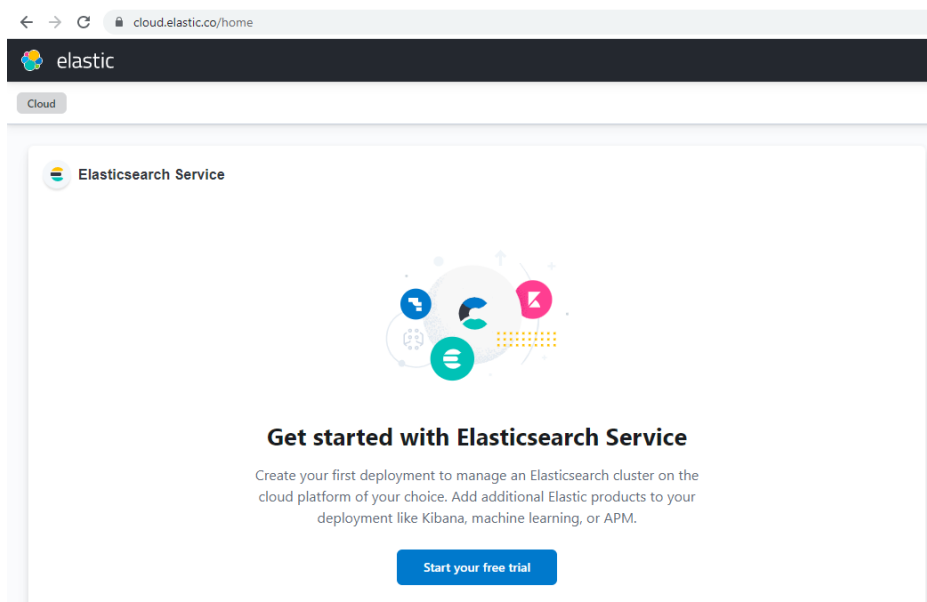 cloud.elastic.co/home
elastic
Cloud
Elasticsearch Service
Get started with Elasticsearch Service
Create your first deployment to manage an Elasticsearch cluster on the
cloud platform of your choice. Add additional Elastic products to your
deployment like Kibana, machine learning, or APM.
Start your free trial